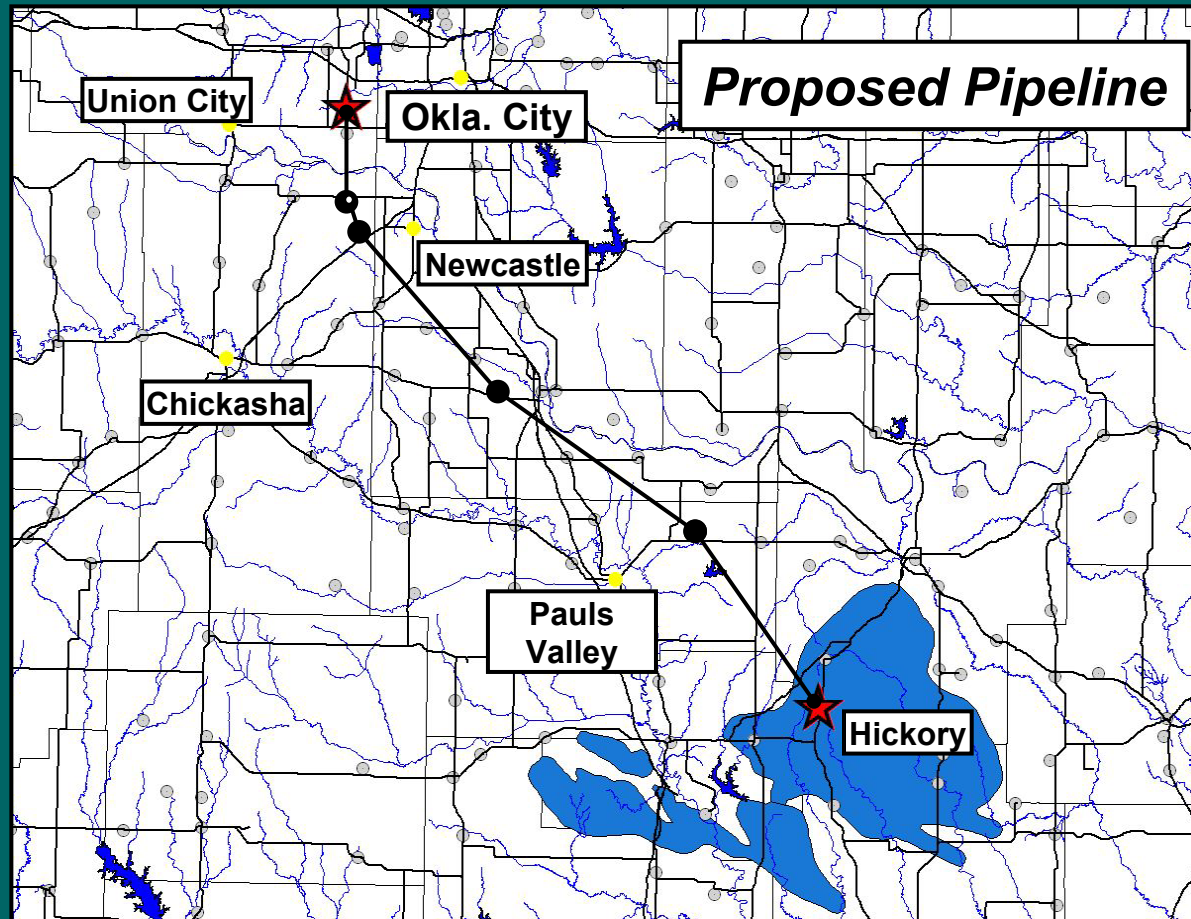 Proposed Pipeline
Union City
Okla. City
Newcastle
Chickasha
Pauls
Valley
Hickory